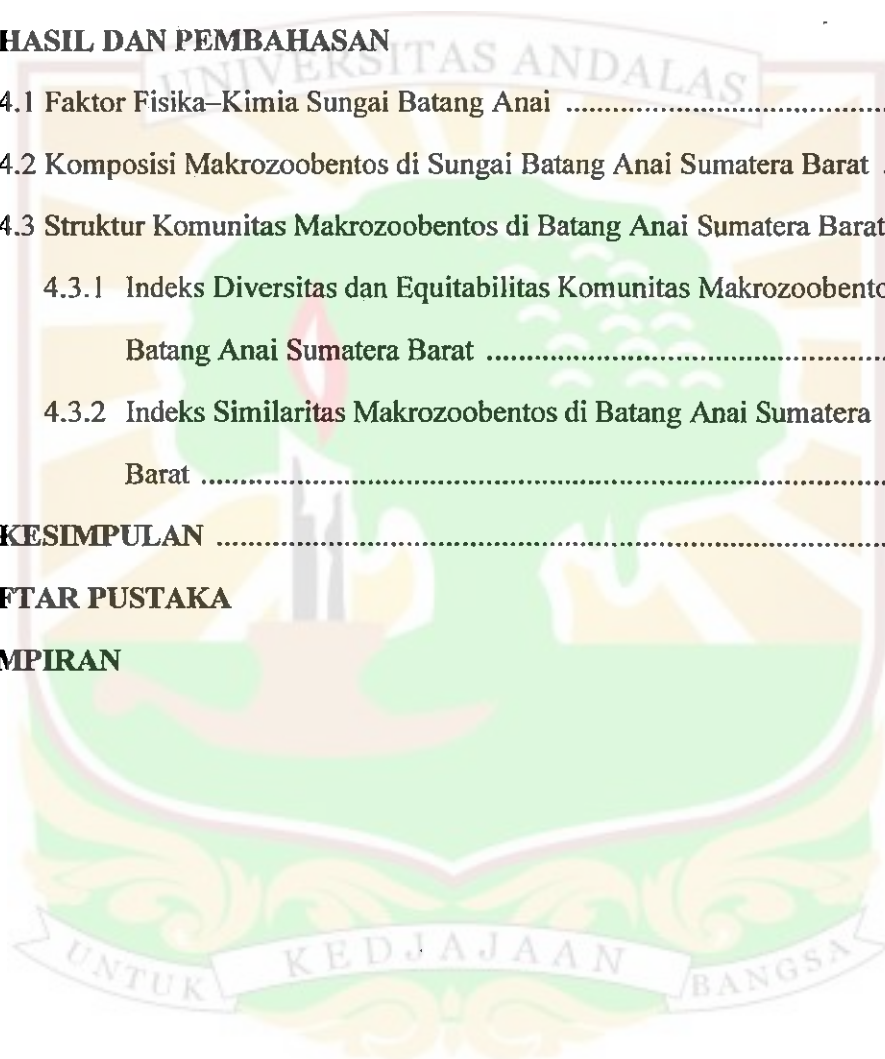 HASIL DAN PEMBAHASAN
UNIVERSITAS ANDALAS
4.1 Faktor Fisika–Kimia Sungai Batang Anai ........................................
4.2 Komposisi Makrozoobentos di Sungai Batang Anai Sumatera Barat .
4.3 Struktur Komunitas Makrozoobentos di Batang Anai Sumatera Barat
4.3.1 Indeks Diversitas dan Equitabilitas Komunitas Makrozoobento
Batang Anai Sumatera Barat ..................................................
4.3.2 Indeks Similaritas Makrozoobentos di Batang Anai Sumatera
Barat ...........................................................................................
KESIMPULAN ..........................................................................................
FTAR PUSTAKA
MPIRAN
UNTUK KEDJAJAAN BANGSA